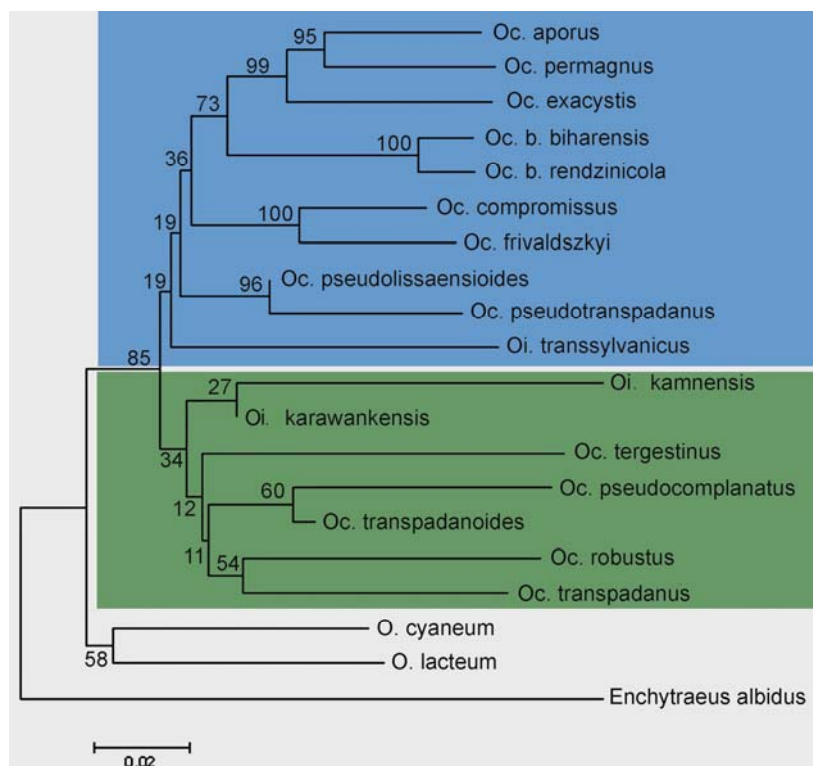 Oc. aporus
95
Oc. permagnus
99
Oc. exacystis
73
Oc. b. biharensis
100
Oc. b. rendzinicola
36
Oc. compromissus
100
Oc. frivaldszkyi
19
Oc. pseudolissaensioides
96
Oc. pseudotranspadanus
19
Oi. transsylvanicus
85
27
Oi. kamnensis
Oi. karawankensis
34
Oc. tergestinus
60
Oc. pseudocomplanatus
12
Oc. transpadanoides
11
54
Oc. robustus
Oc. transpadanus
O. cyaneum
58
O. lacteum
Enchytraeus albidus
0.02